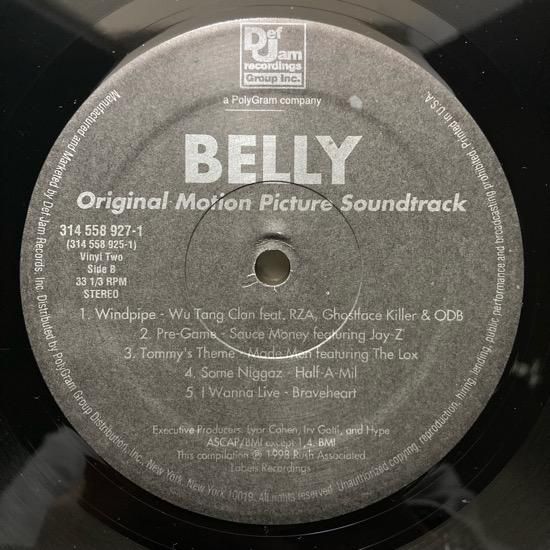 Def
Jam
recordings
Group Inc.
a PolyGram company
BELLY
Original Motion Picture Soundtrack
314 558 927-1
(314 558 925-1)
Vinyl Two
Side B
33 1/3 RPM
STEREO
1. Windpipe - Wu Tang Clan feat. RZA, Ghostface Killer & ODB
2. Pre-Game - Sauce Money featuring Jay-Z
3. Tommy's Theme - Made Men featuring The Lox
4. Some Niggaz - Half-A-Mil
5. I Wanna Live - Braveheart
Executive Producers: Lyor Cohen, Irv Gotti, and Hype
ASCAP/BMI except 1,4. BMI
This compilation ℗ 1998 Rush Associated
Labels Recordings
Manufactured and Marketed by Def Jam Records, Inc. Distributed by PolyGram Group Distribution, Inc., New York, New York 10019. All rights reserved. Unauthorized copying, reproduction, hiring, lending, public performance and broadcasting prohibited. Printed in U.S.A.